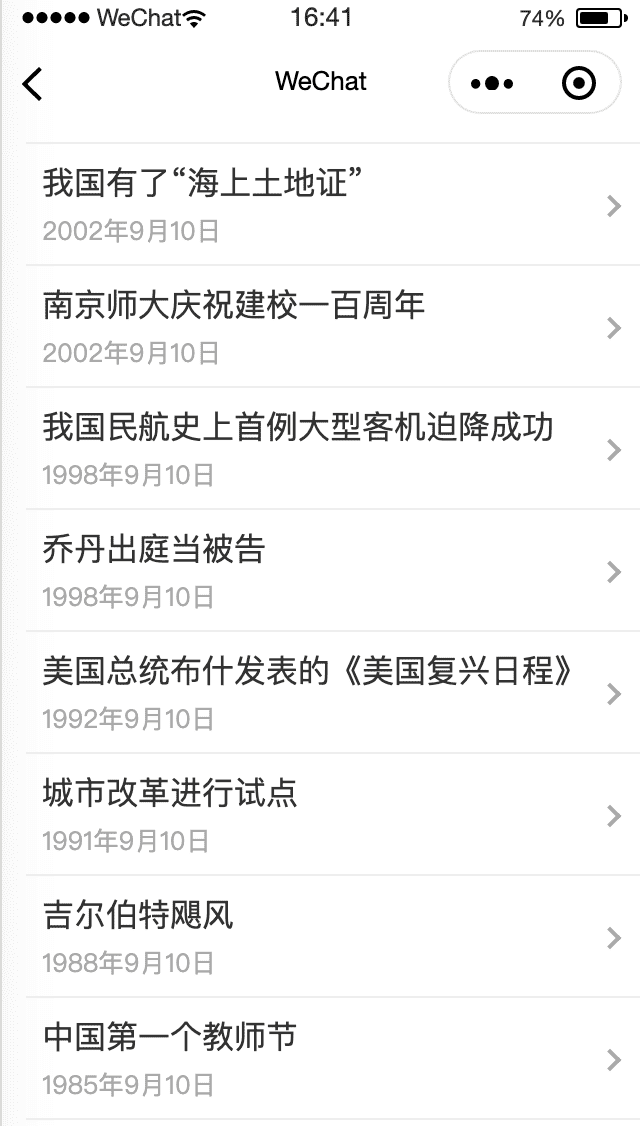 WeChat 16:41 74%
WeChat
我国有了“海上土地证”
2002年9月10日
南京师大庆祝建校一百周年
2002年9月10日
我国民航史上首例大型客机迫降成功
1998年9月10日
乔丹出庭当被告
1998年9月10日
美国总统布什发表的《美国复兴日程》
1992年9月10日
城市改革进行试点
1991年9月10日
吉尔伯特飓风
1988年9月10日
中国第一个教师节
1985年9月10日